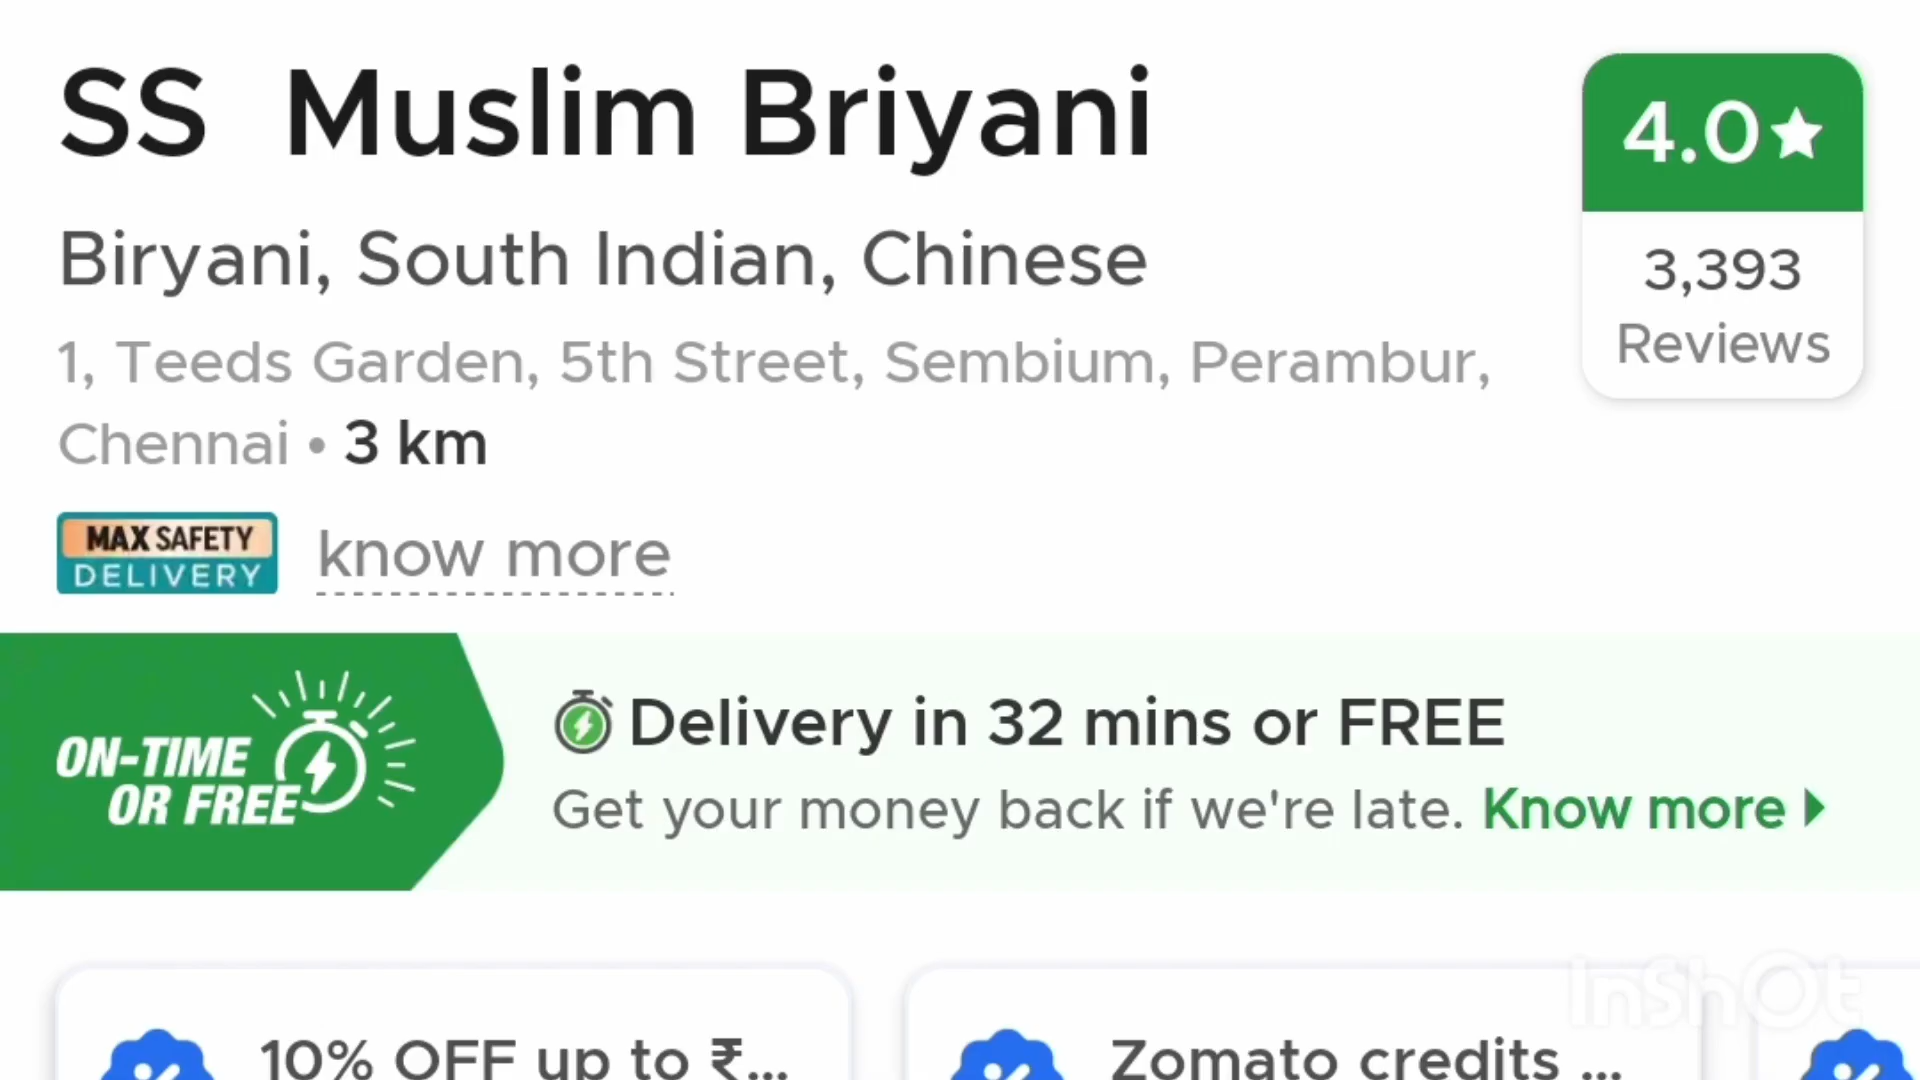 SS Muslim Briyani
4.0★
Biryani, South Indian, Chinese
3,393
Reviews
1, Teeds Garden, 5th Street, Sembium, Perambur,
Chennai • 3 km
MAX SAFETY
DELIVERY
know more
ON-TIME
OR FREE
Delivery in 32 mins or FREE
Get your money back if we're late. Know more
InShOt
10% OFF up to ₹...
Zomato credits ...